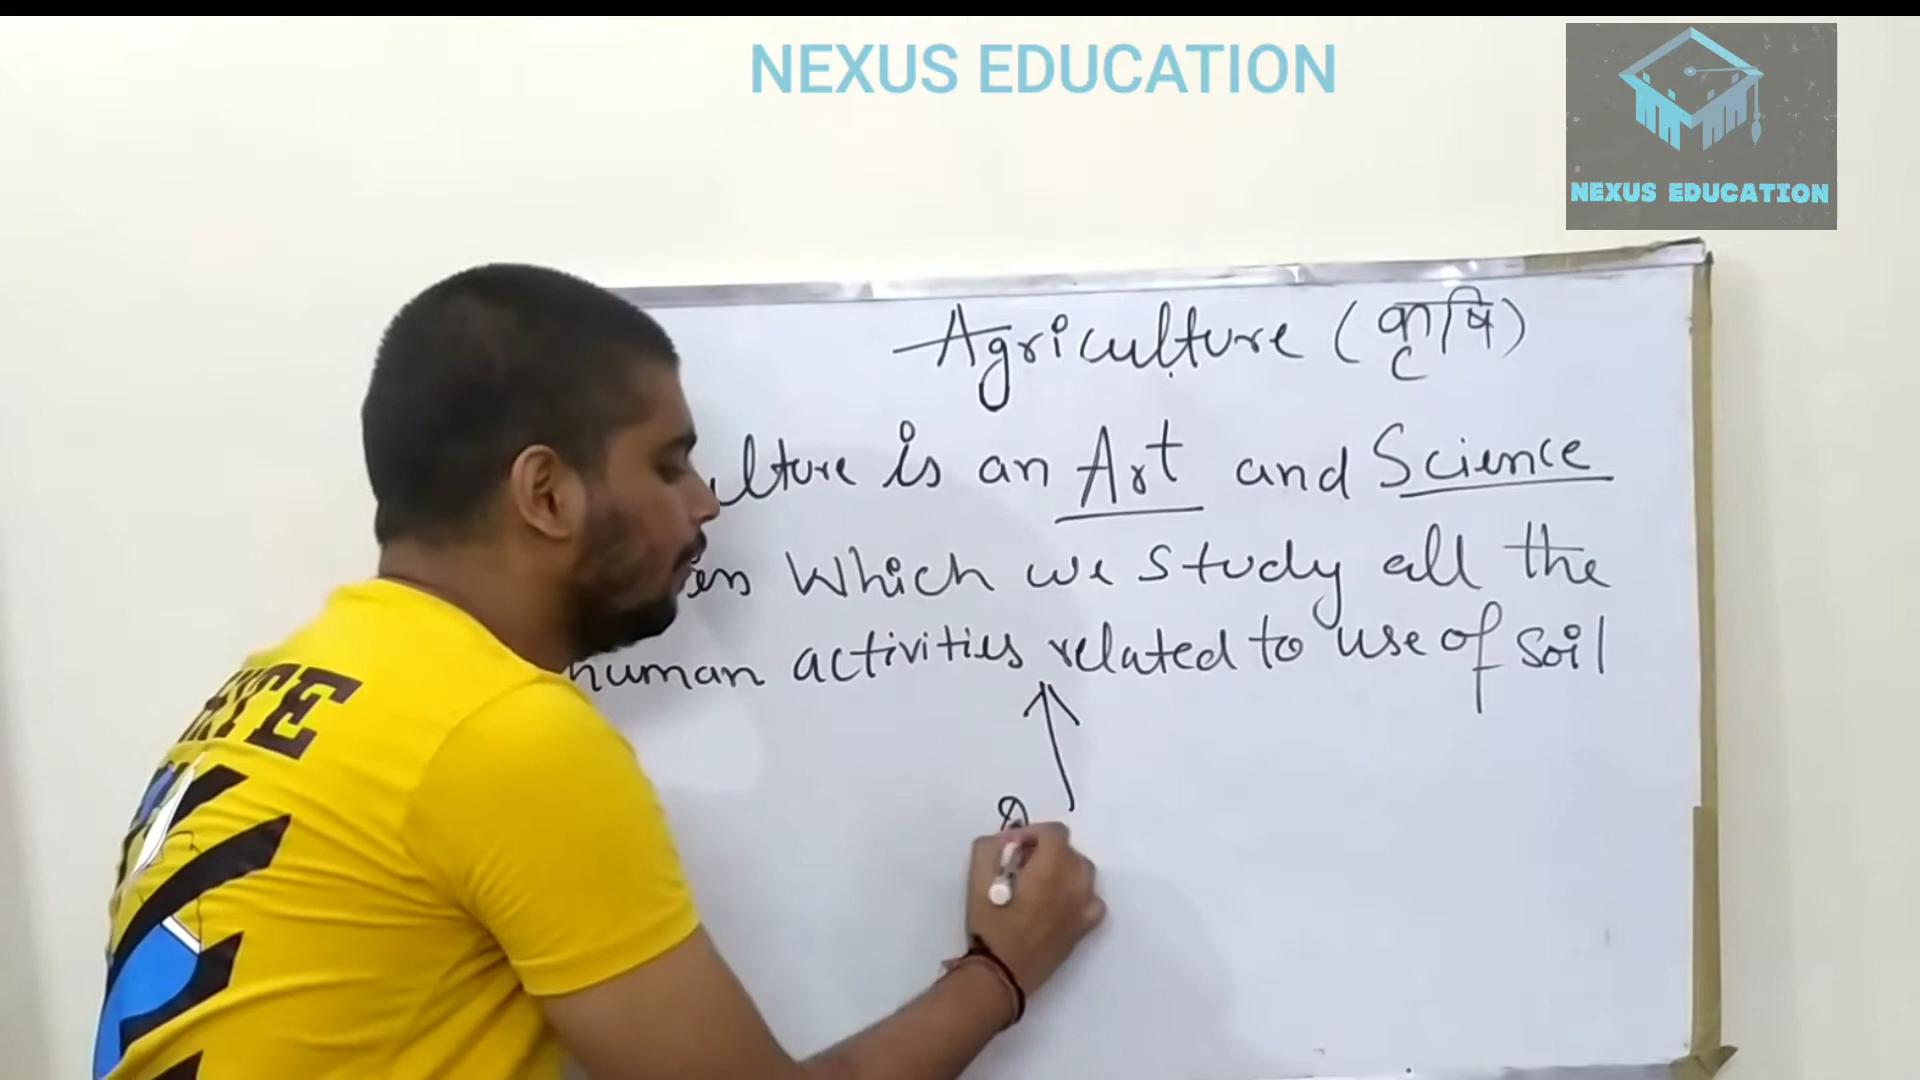 NEXUS EDUCATION
NEXUS EDUCATION
Agriculture (कृषि)
lture is an Art and Science
Which we study all the
human activities related to use of soil